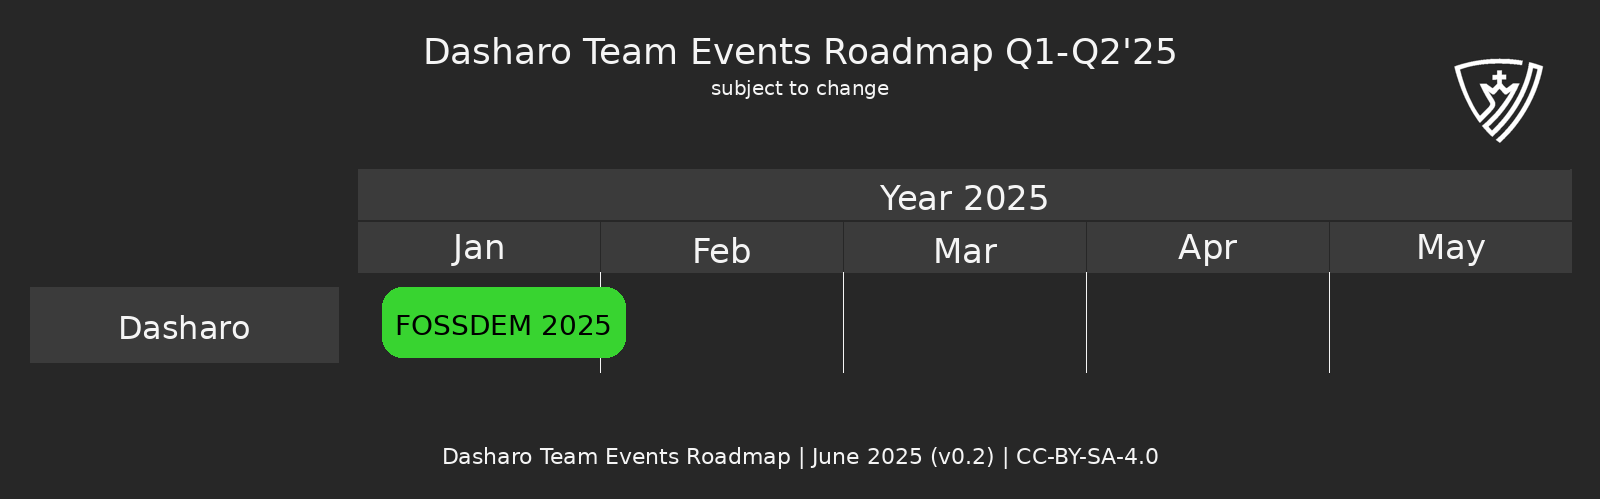 Dasharo Team Events Roadmap Q1-Q2'25
subject to change
Year 2025
Jan Feb Mar Apr May
Dasharo FOSSDEM 2025
Dasharo Team Events Roadmap | June 2025 (v0.2) | CC-BY-SA-4.0